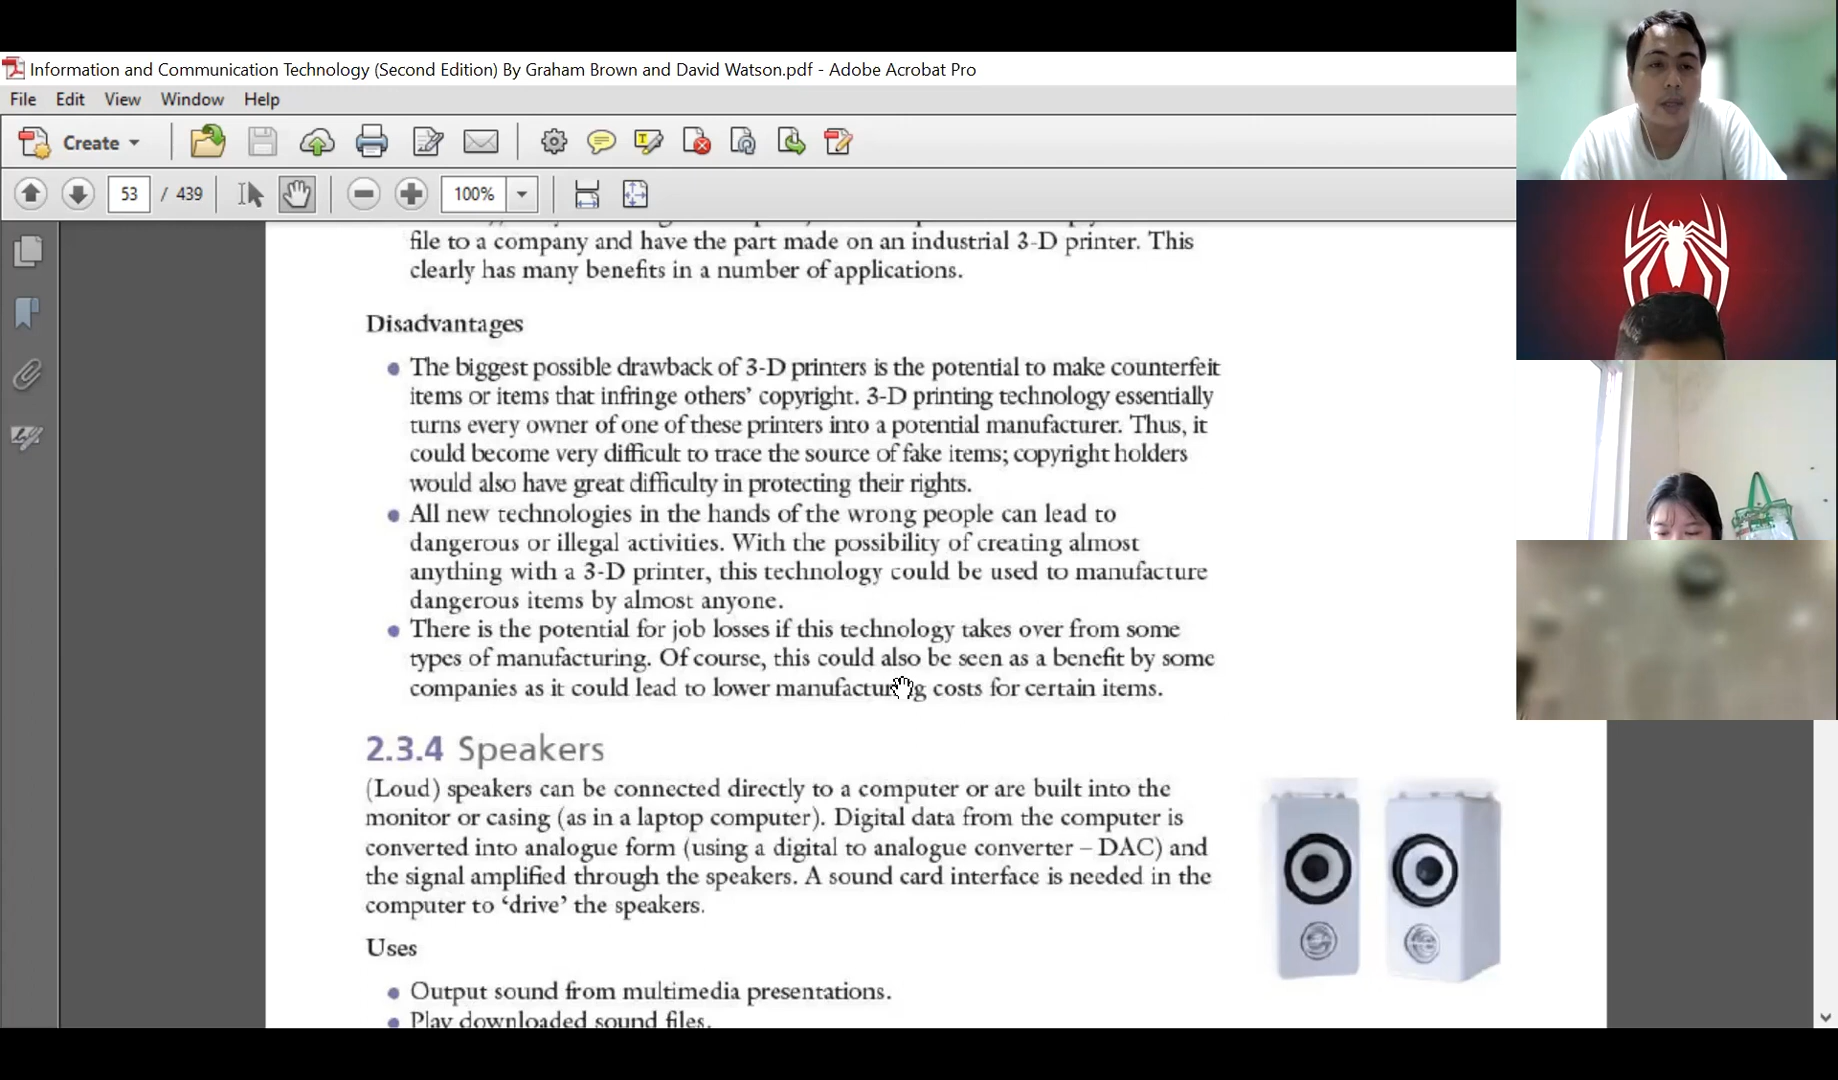 Information and Communication Technology (Second Edition) By Graham Brown and David Watson.pdf - Adobe Acrobat Pro
File Edit View Window Help
Create
53 / 439 100%
file to a company and have the part made on an industrial 3-D printer. This
clearly has many benefits in a number of applications.
Disadvantages
The biggest possible drawback of 3-D printers is the potential to make counterfeit
items or items that infringe others’ copyright. 3-D printing technology essentially
turns every owner of one of these printers into a potential manufacturer. Thus, it
could become very difficult to trace the source of fake items; copyright holders
would also have great difficulty in protecting their rights.
All new technologies in the hands of the wrong people can lead to
dangerous or illegal activities. With the possibility of creating almost
anything with a 3-D printer, this technology could be used to manufacture
dangerous items by almost anyone.
There is the potential for job losses if this technology takes over from some
types of manufacturing. Of course, this could also be seen as a benefit by some
companies as it could lead to lower manufacturing costs for certain items.
2.3.4 Speakers
(Loud) speakers can be connected directly to a computer or are built into the
monitor or casing (as in a laptop computer). Digital data from the computer is
converted into analogue form (using a digital to analogue converter – DAC) and
the signal amplified through the speakers. A sound card interface is needed in the
computer to ‘drive’ the speakers.
Uses
Output sound from multimedia presentations.
Play downloaded sound files.